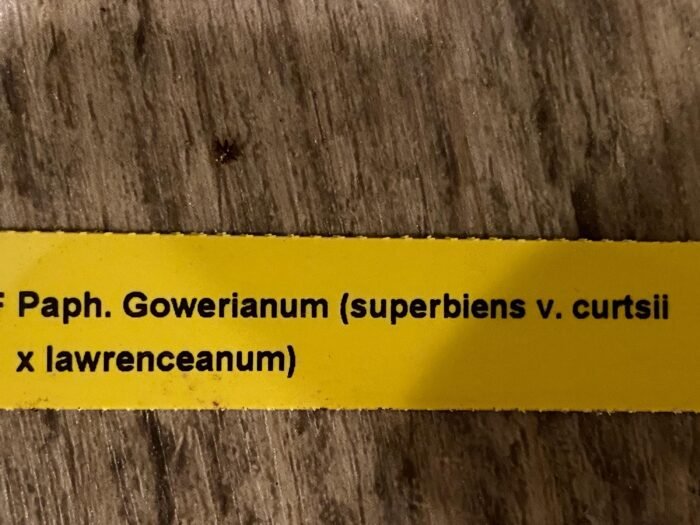 Paph. Gowerianum (superbiens v. curtsii
x lawrenceanum)